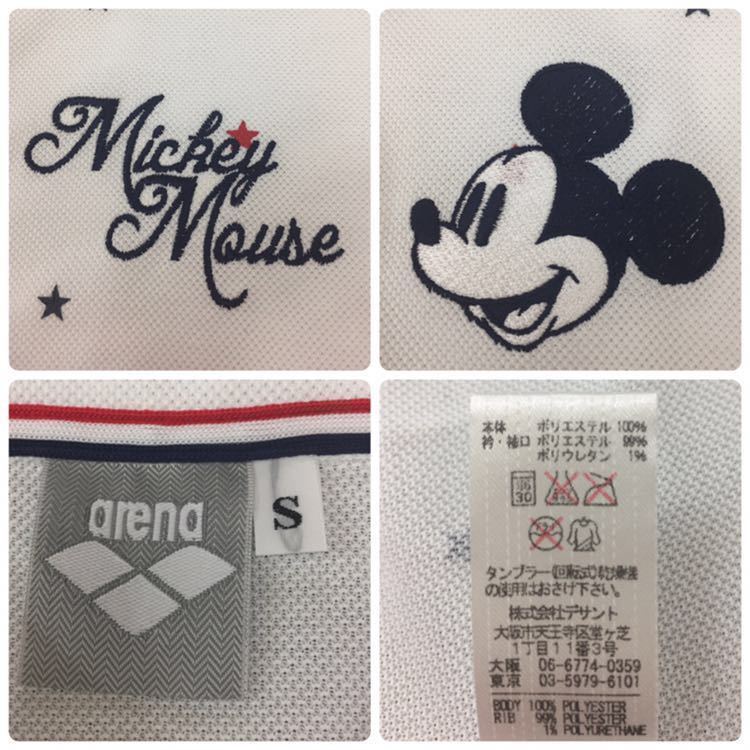 Mickey
Mouse
arena
S
本体 ポリエステル 100%
衿・袖口 ポリエステル 99%
ポリウレタン 1%
30
タンブラー(回転式)乾燥機
の使用はおさけ下さい。
株式会社デサント
大阪市天王寺区堂ヶ芝
1丁目11番3号
大阪 06-6774-0359
東京 03-5979-6101
BODY 100% POLYESTER
RIB 99% POLYESTER
1% POLYURETHANE